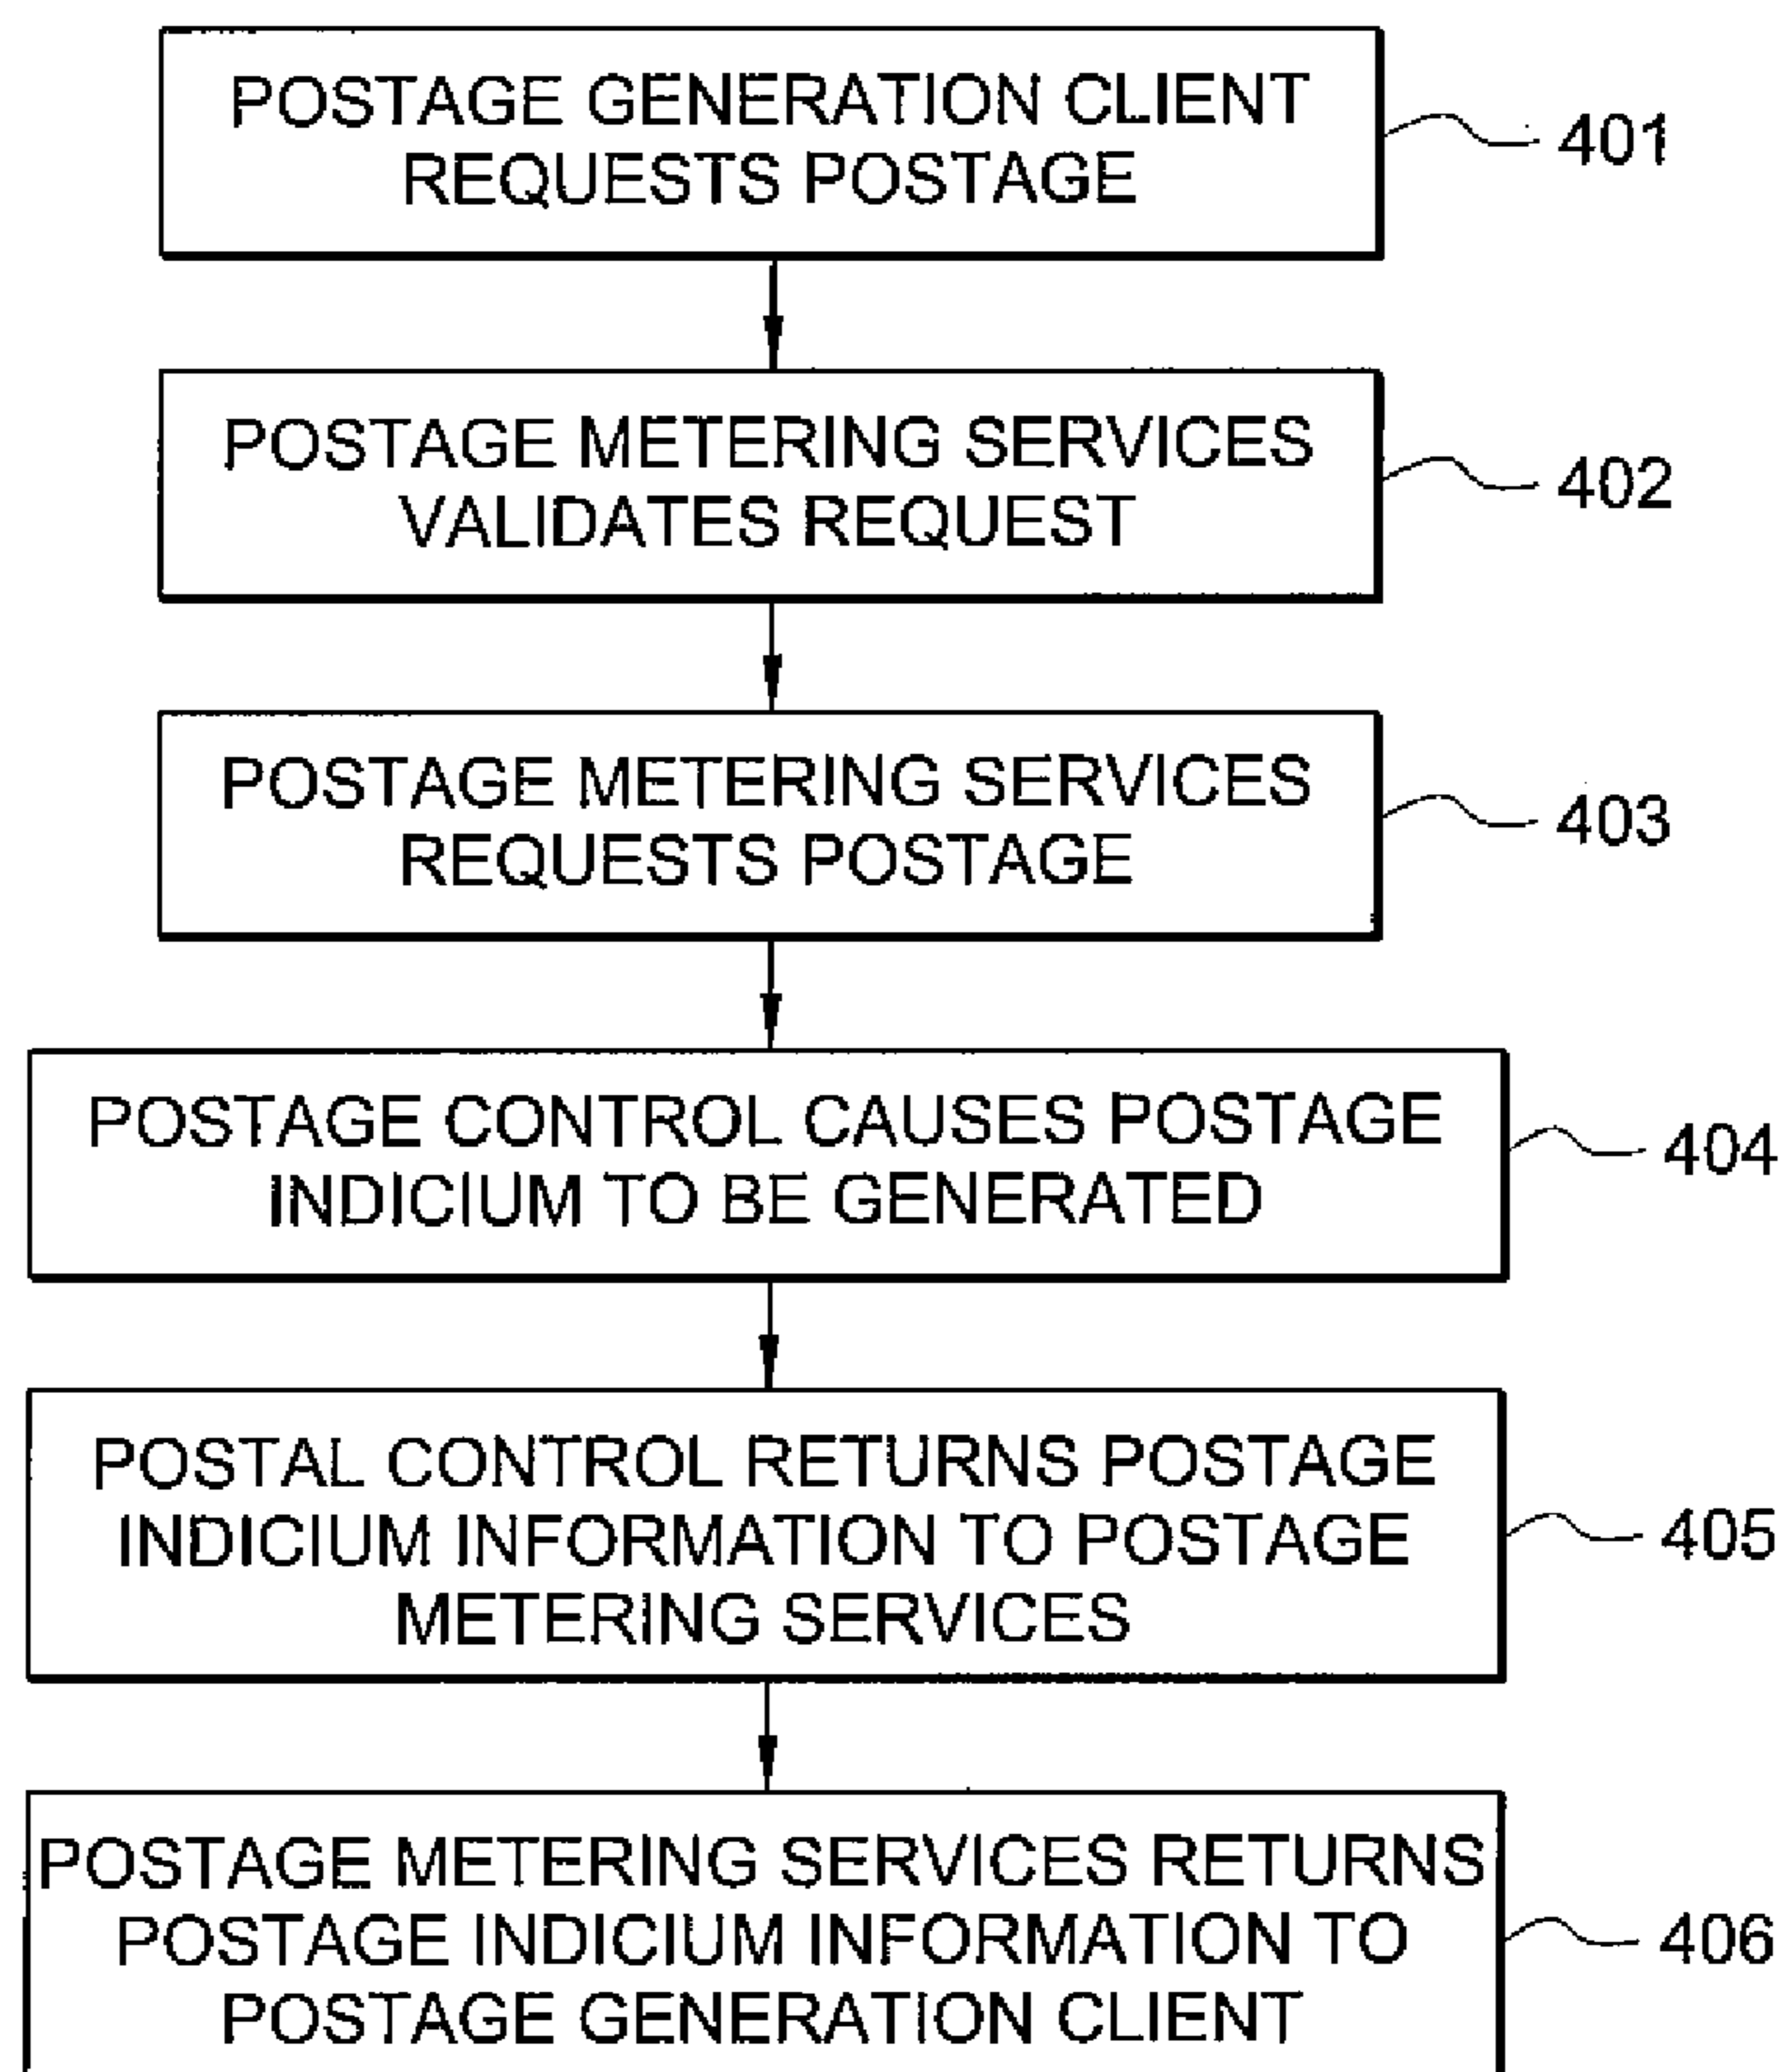 POSTAGE GENERATION CLIENT
REQUESTS POSTAGE
401
POSTAGE METERING SERVICES
VALIDATES REQUEST
402
POSTAGE METERING SERVICES
REQUESTS POSTAGE
403
POSTAGE CONTROL CAUSES POSTAGE
INDICIUM TO BE GENERATED
404
POSTAL CONTROL RETURNS POSTAGE
INDICIUM INFORMATION TO POSTAGE
METERING SERVICES
405
POSTAGE METERING SERVICES RETURNS
POSTAGE INDICIUM INFORMATION TO
POSTAGE GENERATION CLIENT
406